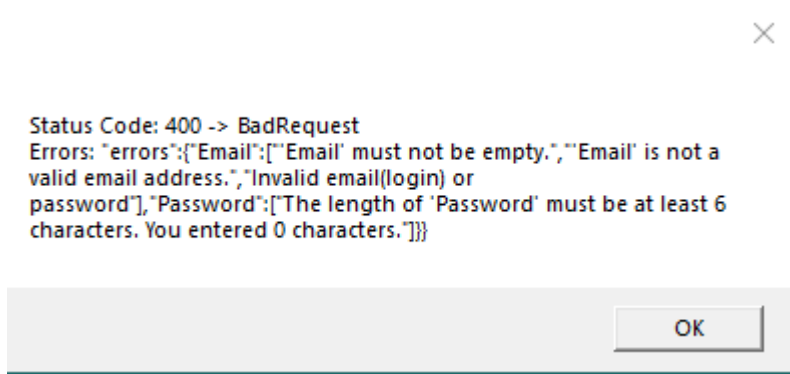 Status Code: 400 -> BadRequest
Errors: "errors":{"Email":["'Email' must not be empty.","'Email' is not a
valid email address.","Invalid email(login) or
password"],"Password":["The length of 'Password' must be at least 6
characters. You entered 0 characters."]}}
OK